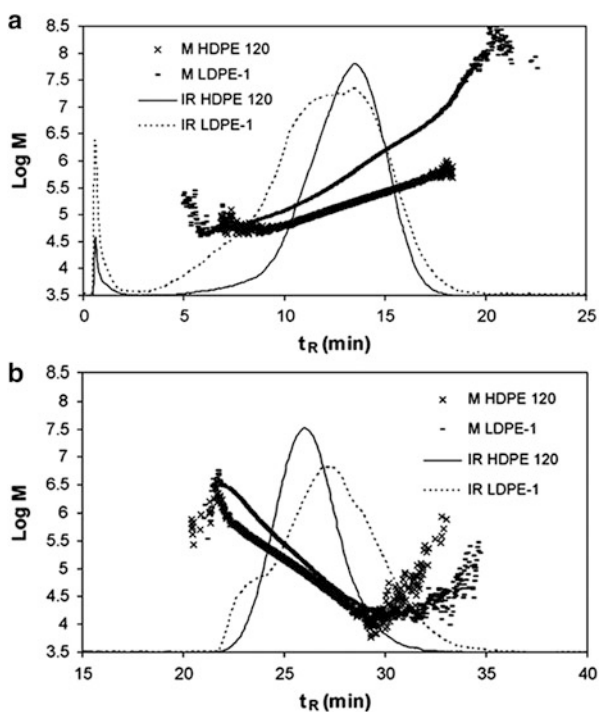 a
8.5
8
7.5
7
6.5
6
5.5
5
4.5
4
3.5
Log M
× M HDPE 120
- M LDPE-1
IR HDPE 120
IR LDPE-1
0 5 10 15 20 25
tR (min)
b
8.5
8
7.5
7
6.5
6
5.5
5
4.5
4
3.5
Log M
× M HDPE 120
- M LDPE-1
IR HDPE 120
IR LDPE-1
15 20 25 30 35 40
tR (min)